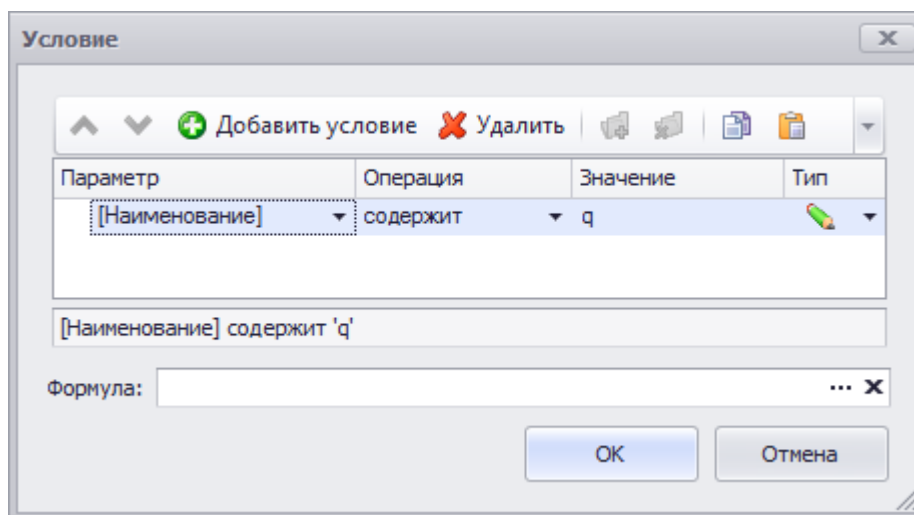 Условие
Добавить условие Удалить
Параметр Операция Значение Тип
[Наименование] содержит q
[Наименование] содержит 'q'
Формула:
ОК Отмена